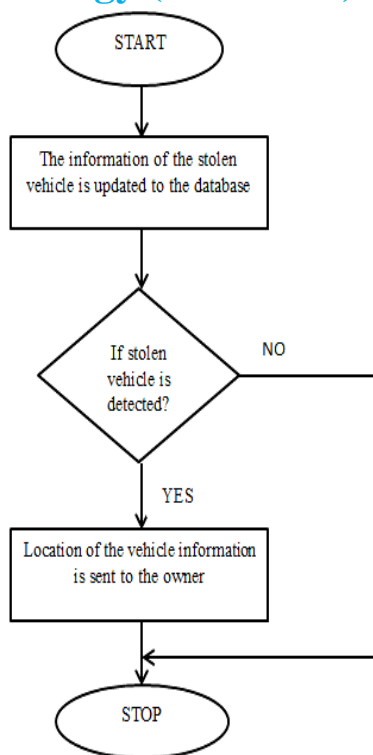 START
The information of the stolen
vehicle is updated to the database
If stolen
vehicle is
detected?
NO
YES
Location of the vehicle information
is sent to the owner
STOP